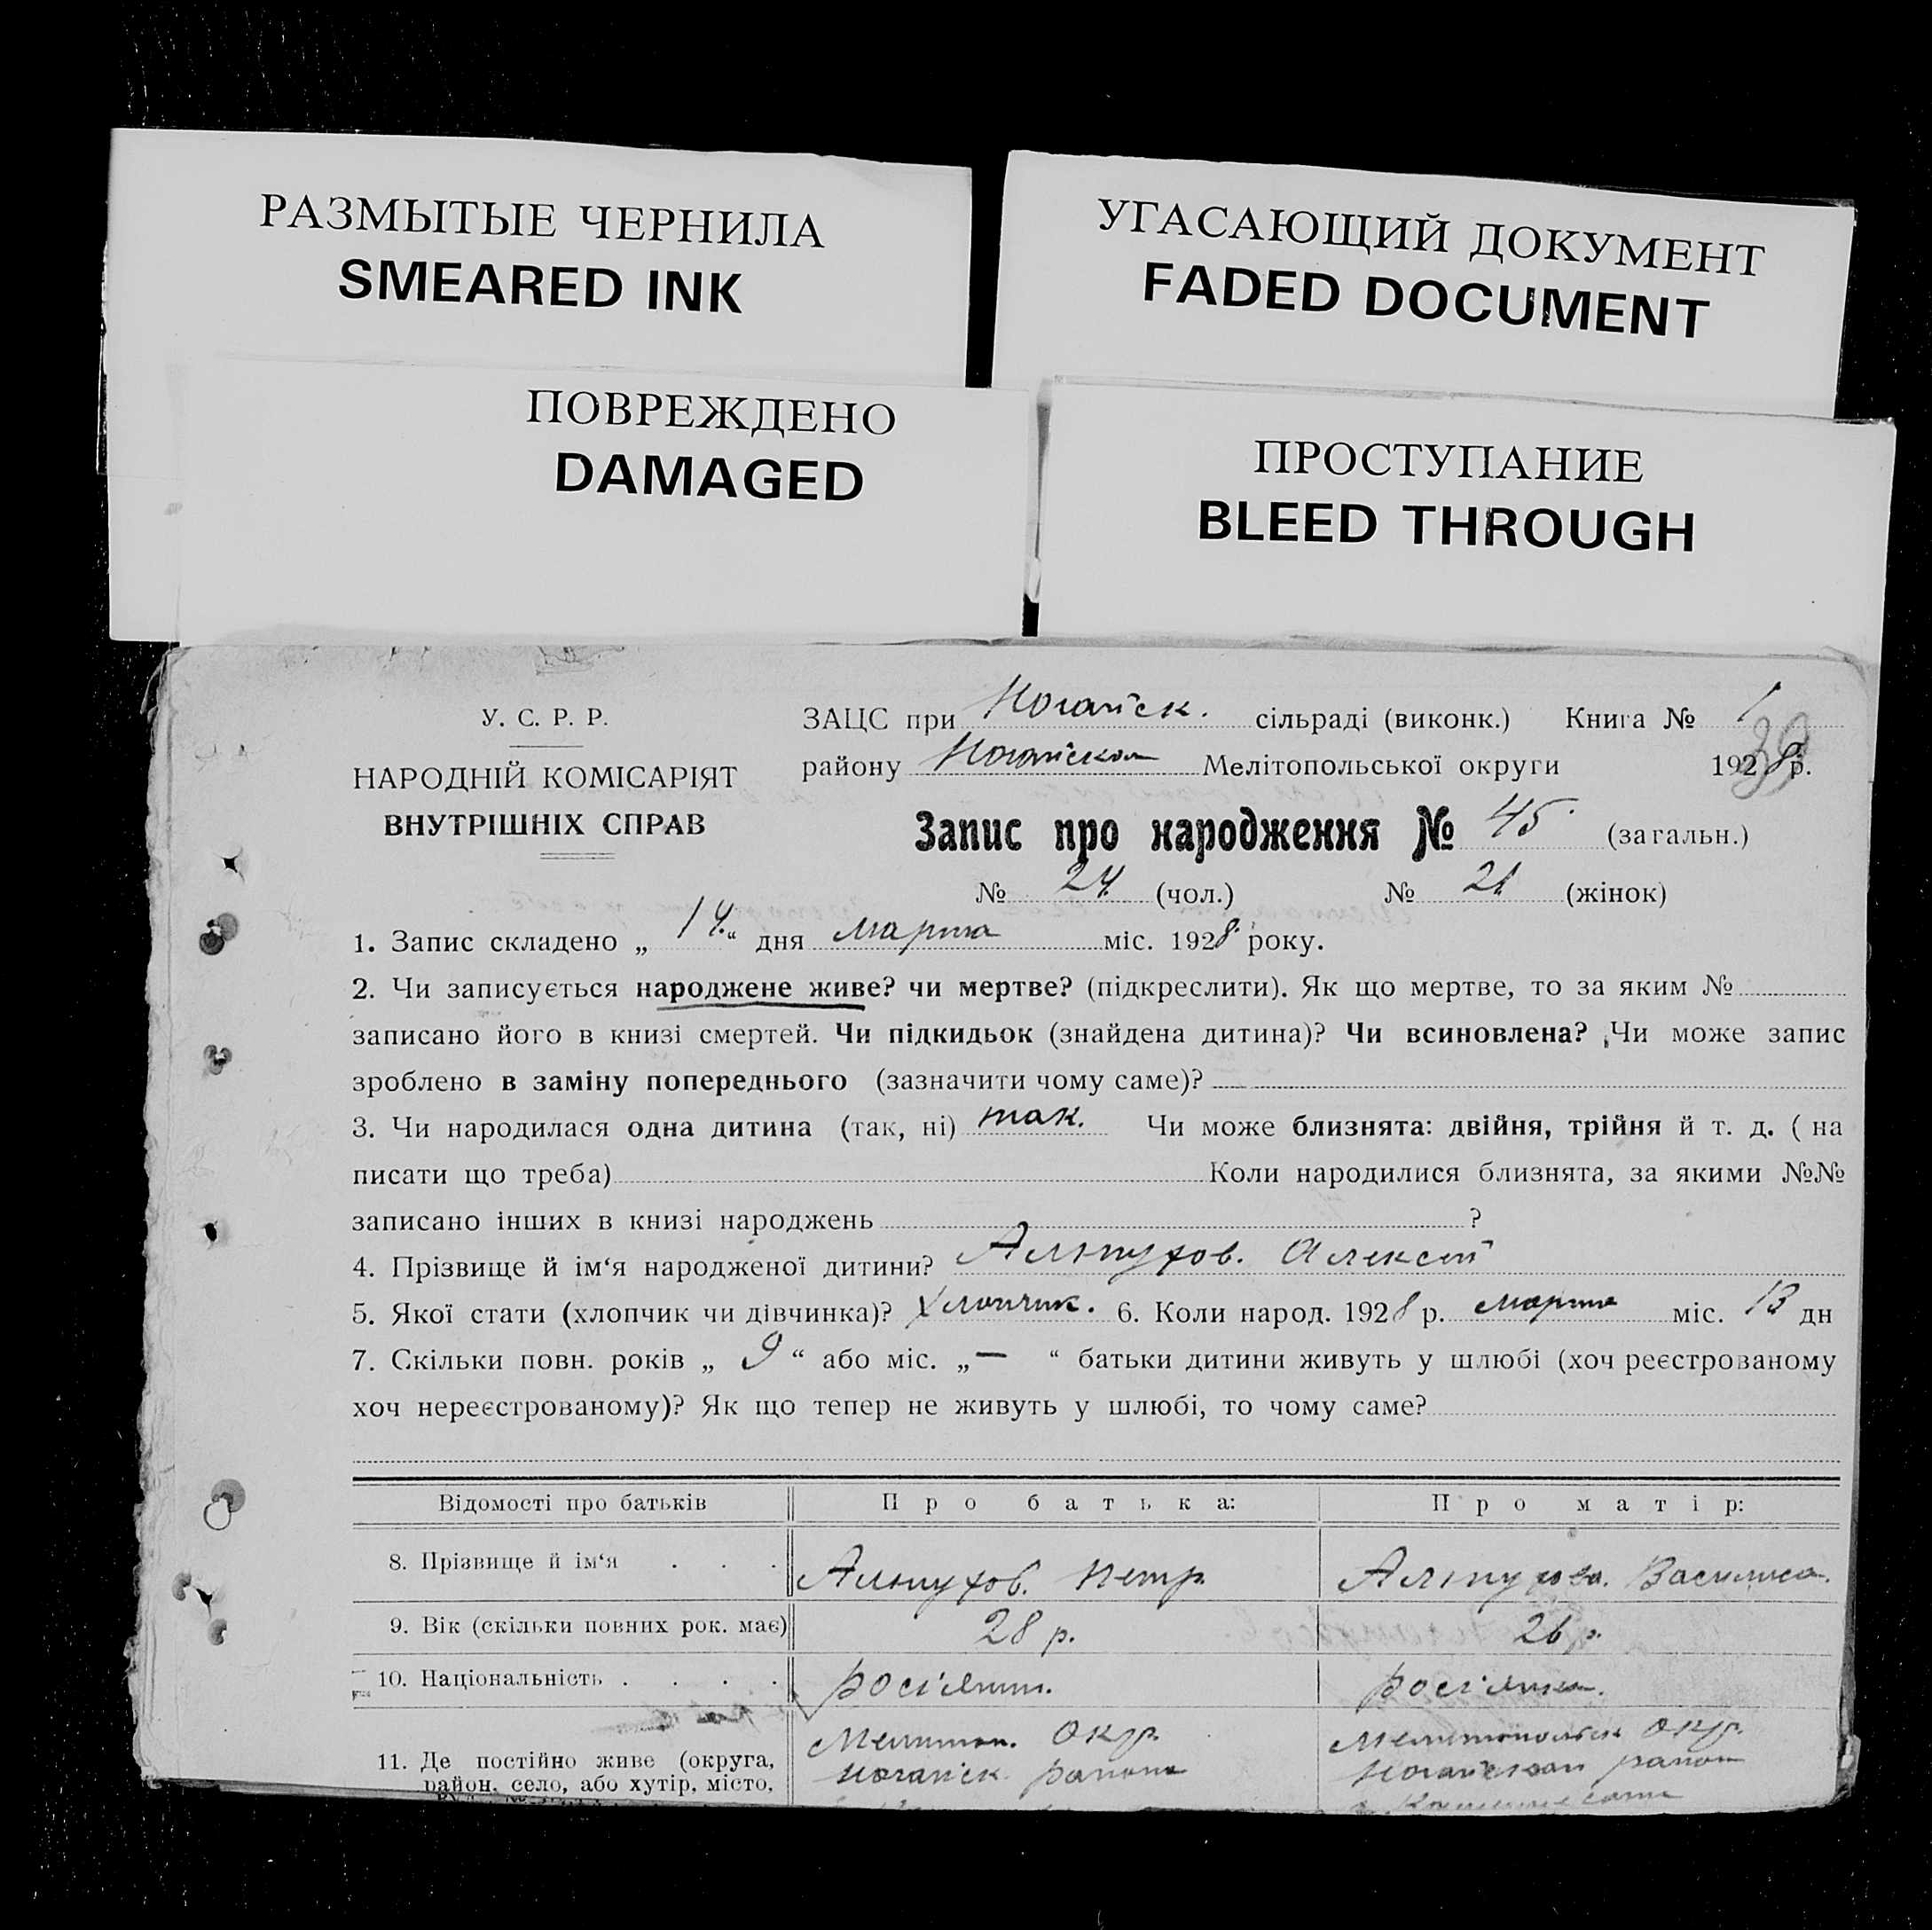 РАЗМЫТЫЕ ЧЕРНИЛА
SMEARED INK
УГАСАЮЩИЙ ДОКУМЕНТ
FADED DOCUMENT
ПОВРЕЖДЕНО
DAMAGED
ПРОСТУПАНИЕ
BLEED THROUGH
У. С. Р. Р.
НАРОДНІЙ КОМІСАРІЯТ
ВНУТРІШНІХ СПРАВ
ЗАЦС при Ногайск. сільраді (виконк.) Книга № 1
39
району Мелітопольської округи 1928 р.
Запис про народження № 45 (загальн.)
№ 24 (чол.) № 21 (жінок)
1. Запис складено „ 14 “ дня марта міс. 1928 року.
2. Чи записується народжене живе? чи мертве? (підкреслити). Як що мертве, то за яким №
записано його в книзі смертей. Чи підкидьок (знайдена дитина)? Чи всиновлена? Чи може запис
зроблено в заміну попереднього (зазначити чому саме)?
3. Чи народилася одна дитина (так, ні) так. Чи може близнята: двійня, трійня й т. д. ( на
писати що треба) Коли народилися близнята, за якими №№
записано інших в книзі народжень ?
4. Прізвище й ім‘я народженої дитини? Алтухов. Алексей
5. Якої стати (хлопчик чи дівчинка)? Хлопчик. 6. Коли народ. 1928 р. марта міс. 13 дн
7. Скільки повн. років „ 9 “ або міс. „ — “ батьки дитини живуть у шлюбі (хоч реєстрованому
хоч нереєстрованому)? Як що тепер не живуть у шлюбі, то чому саме?
Відомості про батьків Про батька: Про матір:
8. Прізвище й ім‘я . . . Алтухов. Петр. Алтухова. Василиса.
9. Вік (скільки повних рок. має) 28 р. 26 р.
10. Національність . . . . росіянин. росіянка.
11. Де постійно живе (округа,
район, село, або хутір, місто,
Мелитоп. Окр.
Ногайск района
Мелитопольск Окр.
район